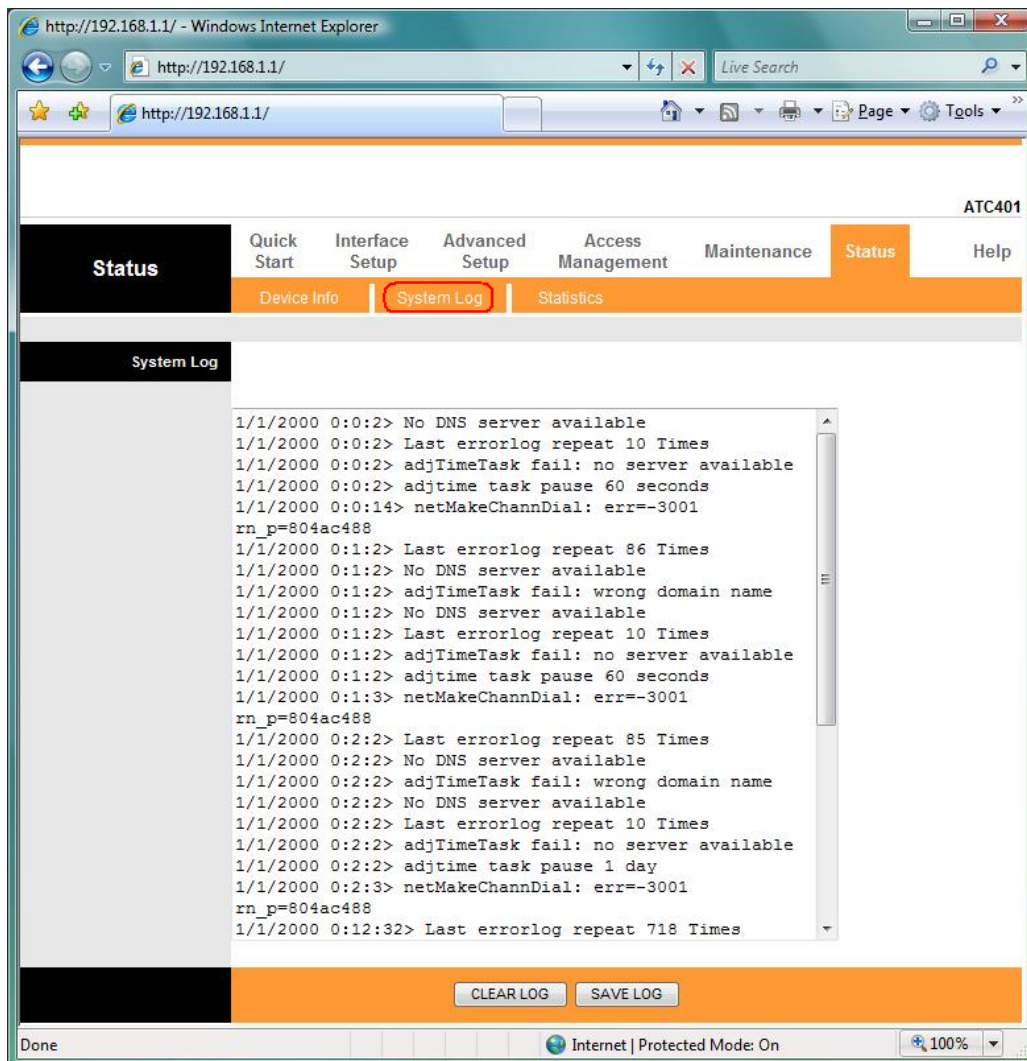 http://192.168.1.1/ - Windows Internet Explorer
http://192.168.1.1/
Live Search
http://192.168.1.1/
Page
Tools
ATC401
Status
Quick Start
Interface Setup
Advanced Setup
Access Management
Maintenance
Status
Help
Device Info
System Log
Statistics
System Log
1/1/2000 0:0:2> No DNS server available
1/1/2000 0:0:2> Last errorlog repeat 10 Times
1/1/2000 0:0:2> adjTimeTask fail: no server available
1/1/2000 0:0:2> adjtime task pause 60 seconds
1/1/2000 0:0:14> netMakeChannDial: err=-3001
rn_p=804ac488
1/1/2000 0:1:2> Last errorlog repeat 86 Times
1/1/2000 0:1:2> No DNS server available
1/1/2000 0:1:2> adjTimeTask fail: wrong domain name
1/1/2000 0:1:2> No DNS server available
1/1/2000 0:1:2> Last errorlog repeat 10 Times
1/1/2000 0:1:2> adjTimeTask fail: no server available
1/1/2000 0:1:2> adjtime task pause 60 seconds
1/1/2000 0:1:3> netMakeChannDial: err=-3001
rn_p=804ac488
1/1/2000 0:2:2> Last errorlog repeat 85 Times
1/1/2000 0:2:2> No DNS server available
1/1/2000 0:2:2> adjTimeTask fail: wrong domain name
1/1/2000 0:2:2> No DNS server available
1/1/2000 0:2:2> Last errorlog repeat 10 Times
1/1/2000 0:2:2> adjTimeTask fail: no server available
1/1/2000 0:2:2> adjtime task pause 1 day
1/1/2000 0:2:3> netMakeChannDial: err=-3001
rn_p=804ac488
1/1/2000 0:12:32> Last errorlog repeat 718 Times
CLEAR LOG
SAVE LOG
Done
Internet | Protected Mode: On
100%